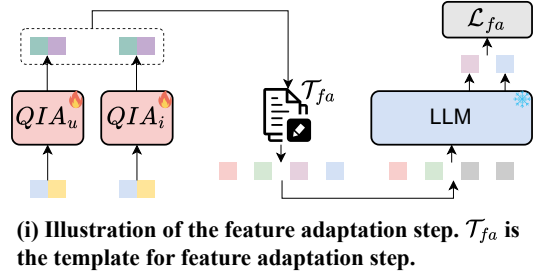 𝓛_fa
𝓣_fa
QIA_u
QIA_i
LLM
(i) Illustration of the feature adaptation step. 𝓣_fa is
the template for feature adaptation step.